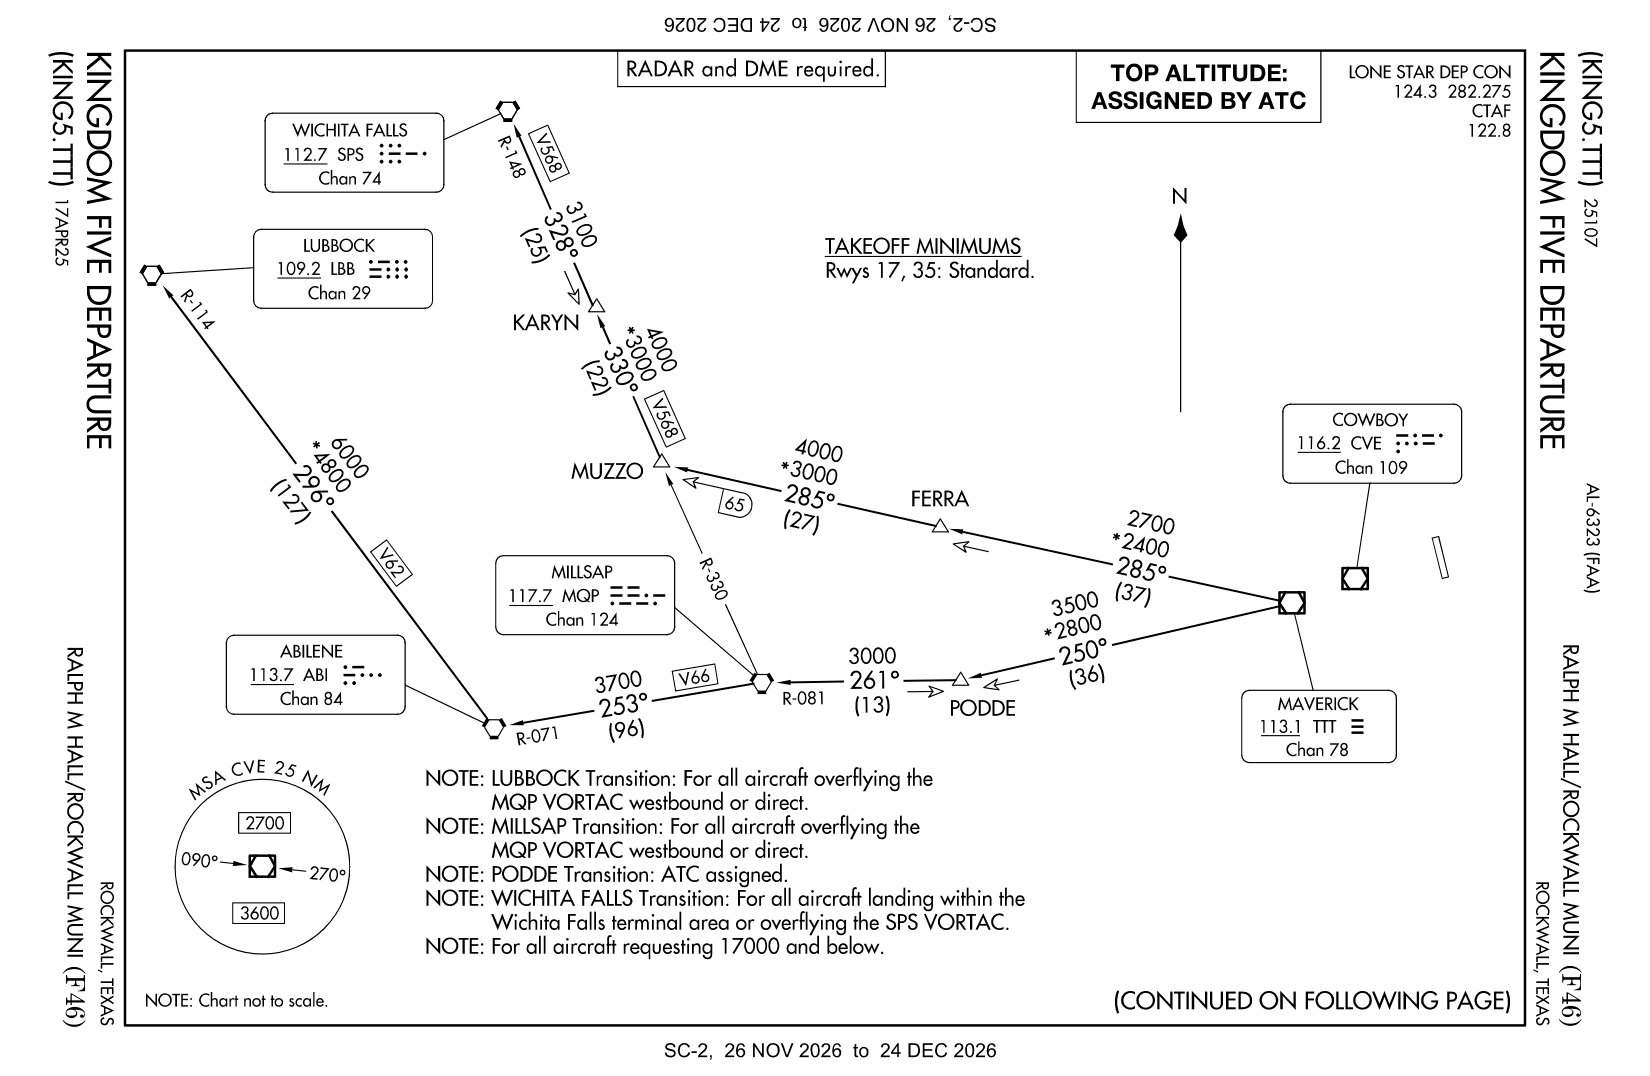 SC-2, 26 NOV 2026 to 24 DEC 2026
(KING5.TTT) 17APR25
KINGDOM FIVE DEPARTURE
RALPH M HALL/ROCKWALL MUNI (F46)
ROCKWALL, TEXAS
RADAR and DME required.
TOP ALTITUDE:
ASSIGNED BY ATC
LONE STAR DEP CON
124.3 282.275
CTAF
122.8
WICHITA FALLS
112.7 SPS
Chan 74
R-148
V568
3100
328°
(25)
LUBBOCK
109.2 LBB
Chan 29
R-114
KARYN
4000
*3000
330°
(22)
V568
TAKEOFF MINIMUMS
Rwys 17, 35: Standard.
N
6000
*4800
296°
(127)
V62
MUZZO
65
4000
*3000
285°
(27)
FERRA
2700
*2400
285°
(37)
COWBOY
116.2 CVE
Chan 109
MILLSAP
117.7 MQP
Chan 124
R-330
3500
*2800
250°
(36)
ABILENE
113.7 ABI
Chan 84
R-071
3700
253°
(96)
V66
R-081
3000
261°
(13)
PODDE
MAVERICK
113.1 TTT
Chan 78
MSA CVE 25 NM
2700
090°
270°
3600
NOTE: LUBBOCK Transition: For all aircraft overflying the
MQP VORTAC westbound or direct.
NOTE: MILLSAP Transition: For all aircraft overflying the
MQP VORTAC westbound or direct.
NOTE: PODDE Transition: ATC assigned.
NOTE: WICHITA FALLS Transition: For all aircraft landing within the
Wichita Falls terminal area or overflying the SPS VORTAC.
NOTE: For all aircraft requesting 17000 and below.
NOTE: Chart not to scale.
(CONTINUED ON FOLLOWING PAGE)
(KING5.TTT) 25107
KINGDOM FIVE DEPARTURE
AL-6323 (FAA)
RALPH M HALL/ROCKWALL MUNI (F46)
ROCKWALL, TEXAS
SC-2, 26 NOV 2026 to 24 DEC 2026